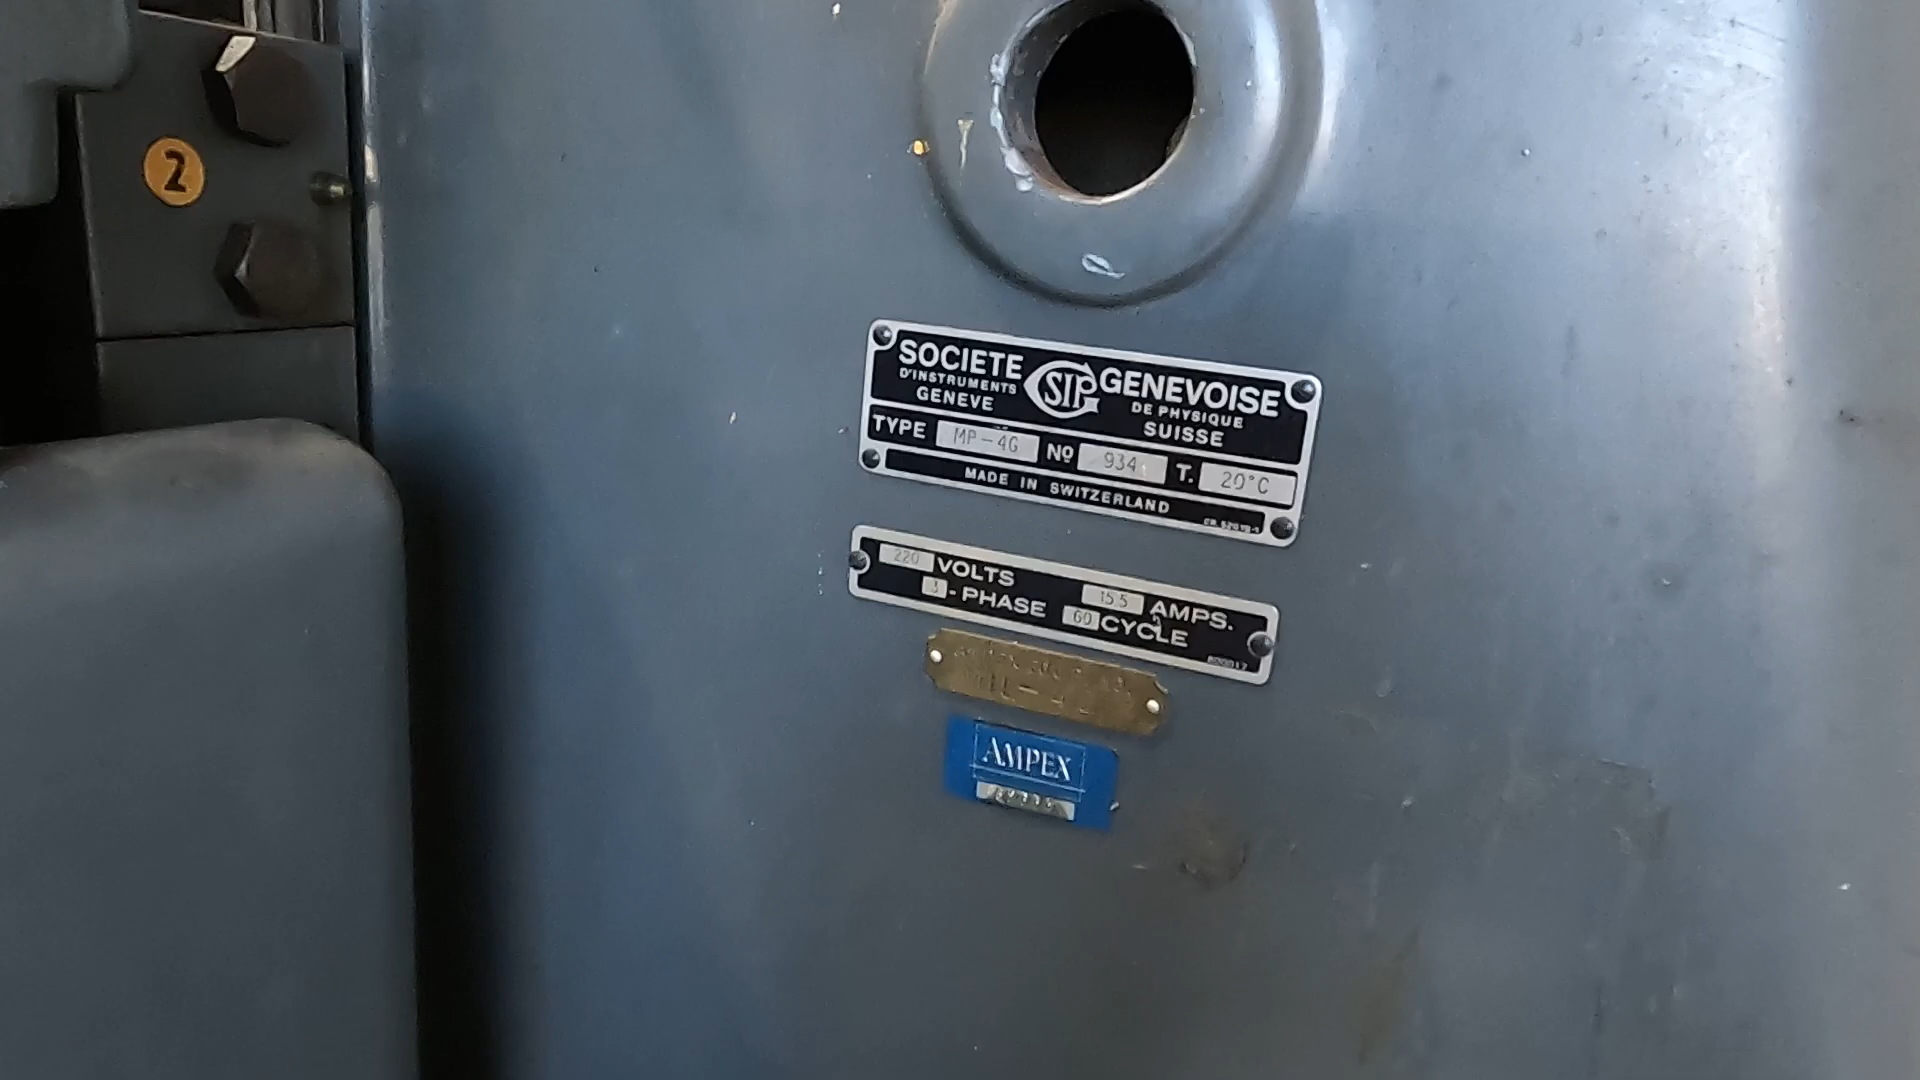 2
SOCIETE SIP GENEVOISE
D'INSTRUMENTS DE PHYSIQUE
GENEVE SUISSE
TYPE MP-4G Nº 934 T. 20°C
MADE IN SWITZERLAND
220 VOLTS 15.5 AMPS.
3 - PHASE 60 CYCLE
AMPEX